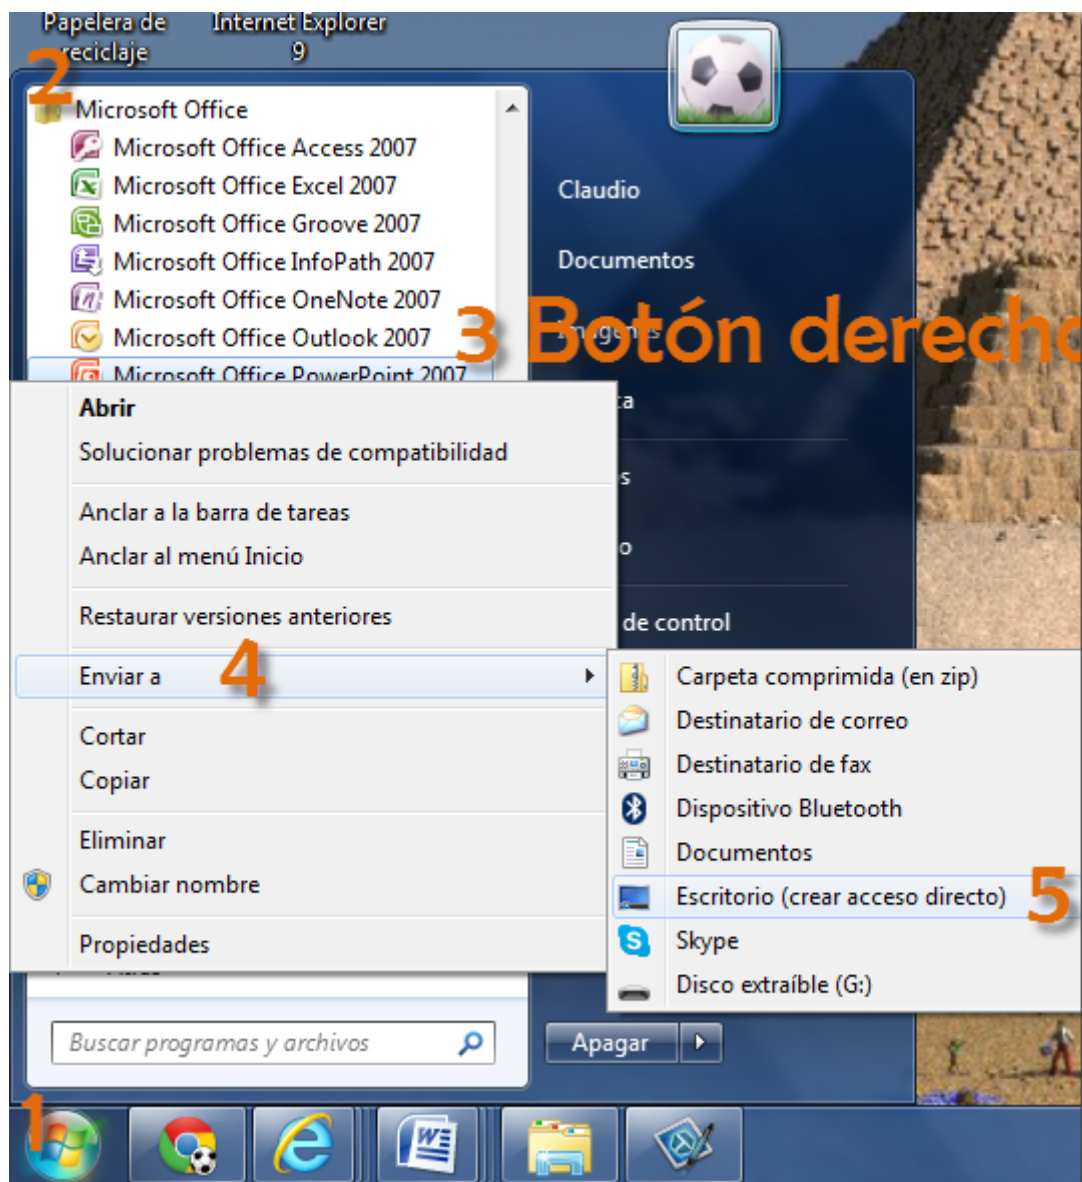 Papelera de
reciclaje
Internet Explorer
9
2
Microsoft Office
Microsoft Office Access 2007
Microsoft Office Excel 2007
Microsoft Office Groove 2007
Microsoft Office InfoPath 2007
Microsoft Office OneNote 2007
Microsoft Office Outlook 2007
Microsoft Office PowerPoint 2007
3 Botón derecho
Claudio
Documentos
Imágenes
ca
s
o
de control
Abrir
Solucionar problemas de compatibilidad
Anclar a la barra de tareas
Anclar al menú Inicio
Restaurar versiones anteriores
Enviar a
4
Cortar
Copiar
Eliminar
Cambiar nombre
Propiedades
Carpeta comprimida (en zip)
Destinatario de correo
Destinatario de fax
Dispositivo Bluetooth
Documentos
Escritorio (crear acceso directo)
5
Skype
Disco extraíble (G:)
Buscar programas y archivos
Apagar
1